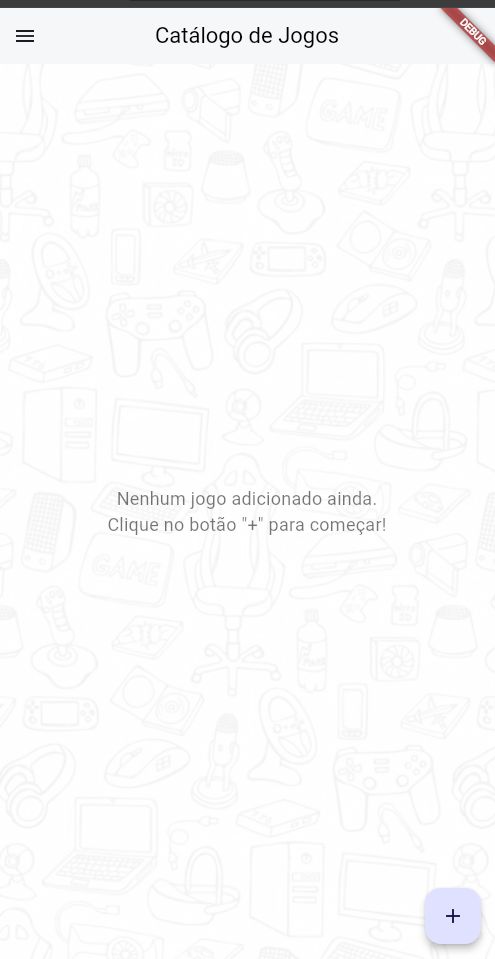 Catálogo de Jogos
DEBUG
GAME
Nenhum jogo adicionado ainda.
Clique no botão "+" para começar!
GAME